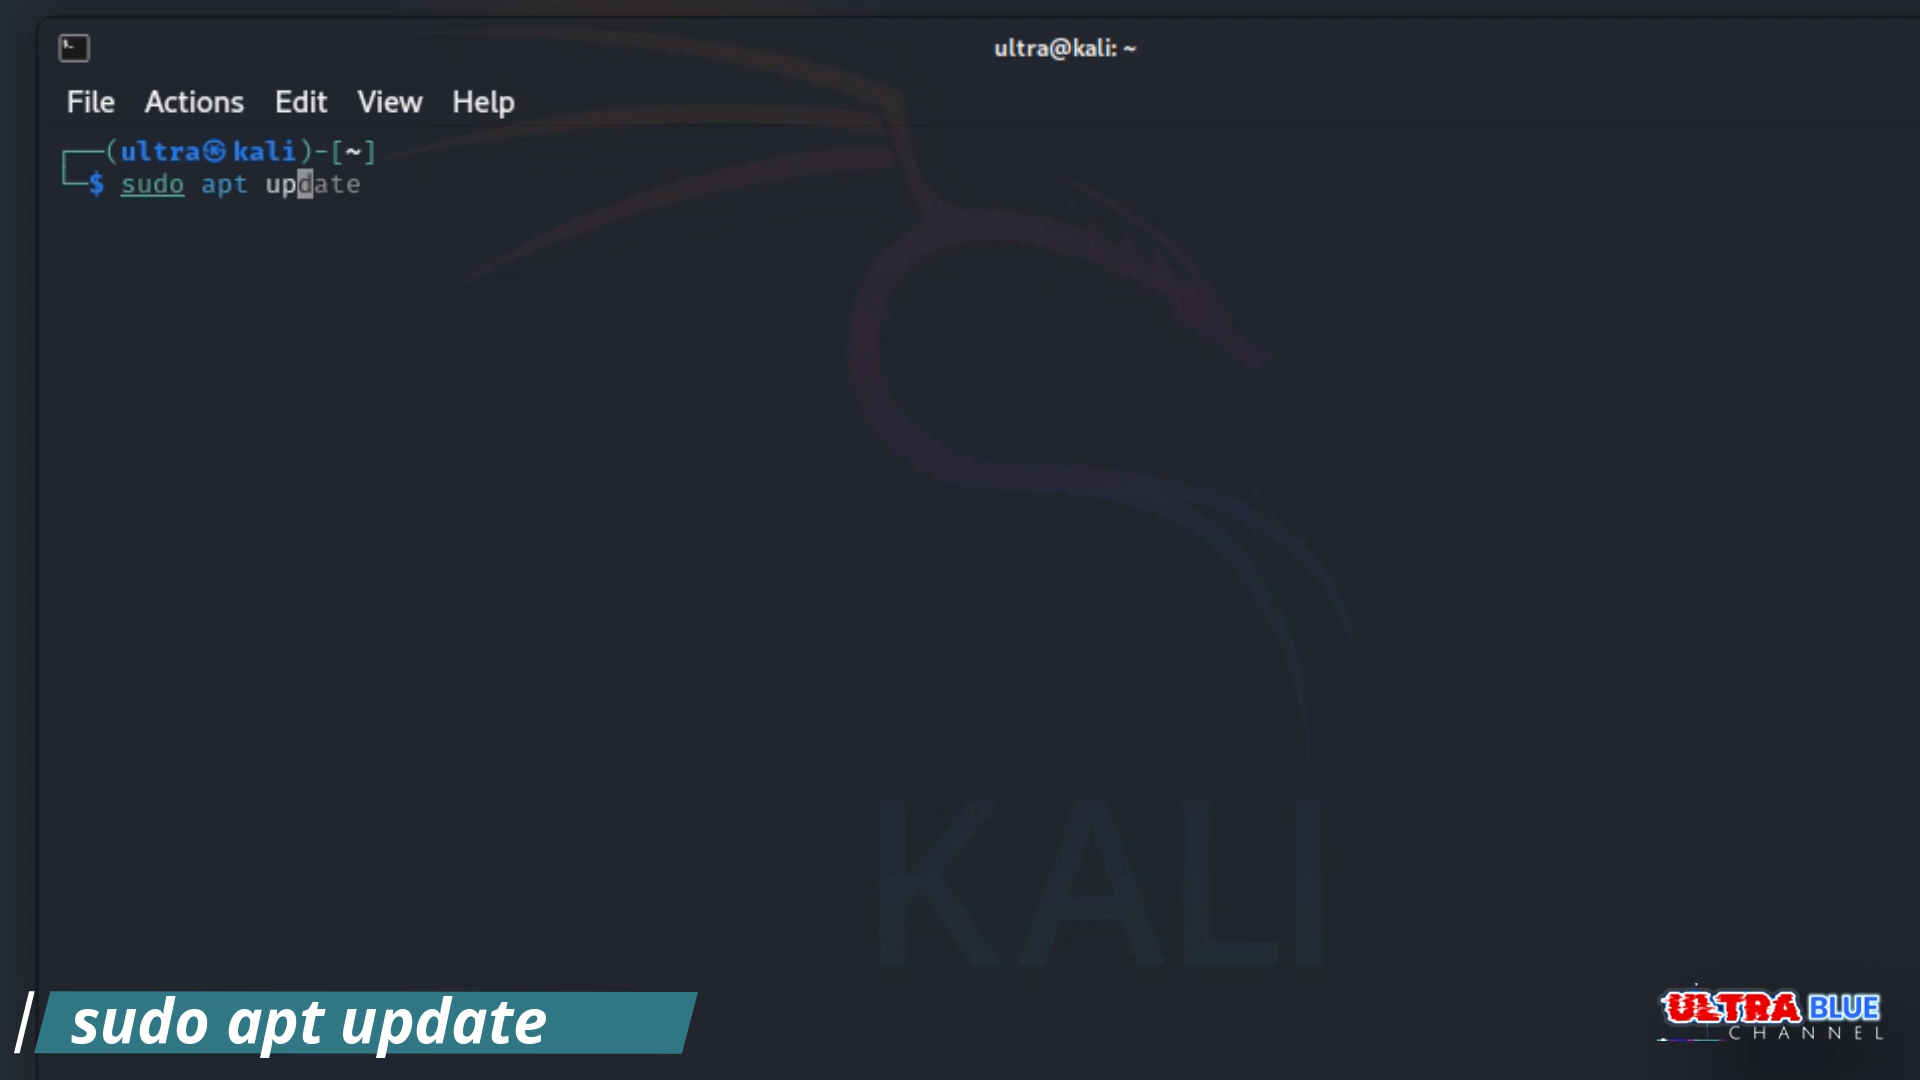 ultra@kali: ~
File Actions Edit View Help
┌──(ultra㉿kali)-[~]
└─$ sudo apt update
KALI
sudo apt update
ULTRA BLUE
CHANNEL